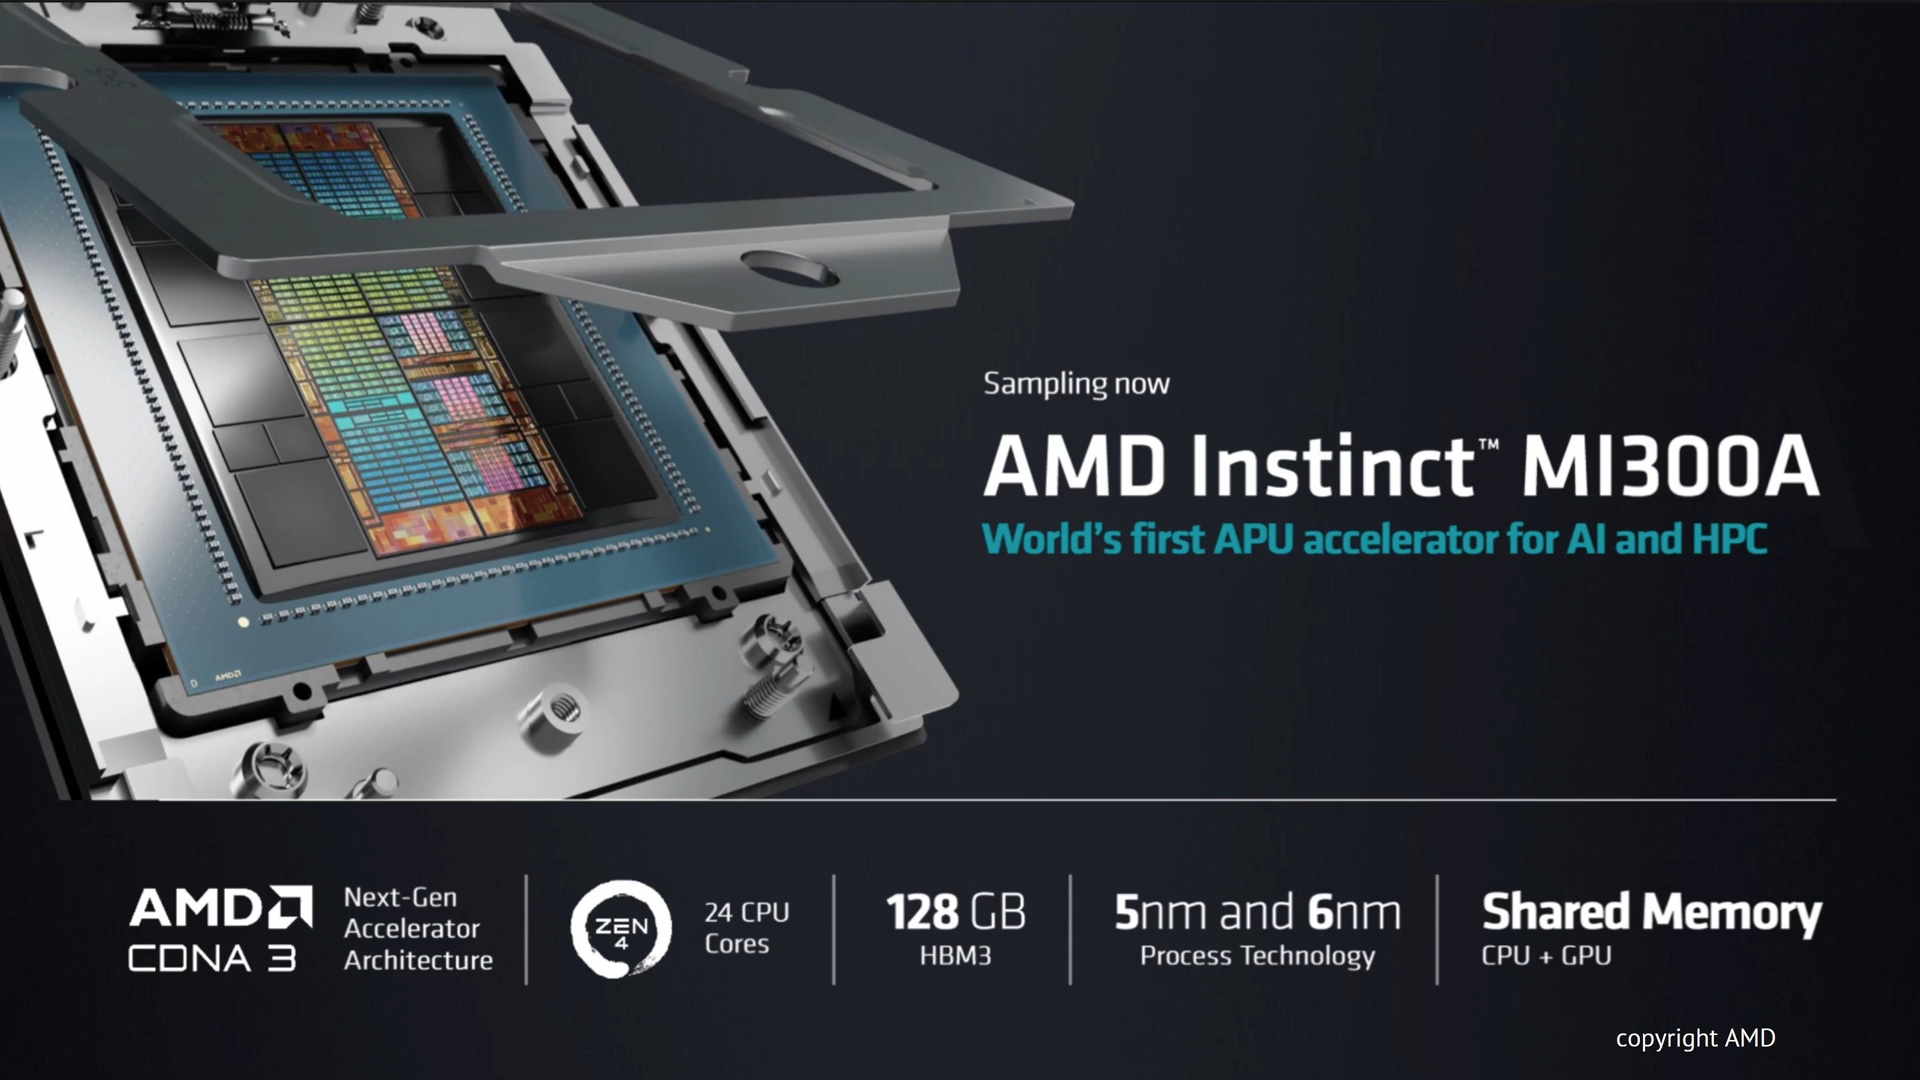 Sampling now
AMD Instinct™ MI300A
World's first APU accelerator for AI and HPC
AMD
CDNA 3
Next-Gen
Accelerator
Architecture
ZEN
4
24 CPU
Cores
128 GB
HBM3
5nm and 6nm
Process Technology
Shared Memory
CPU + GPU
D AMD
copyright AMD